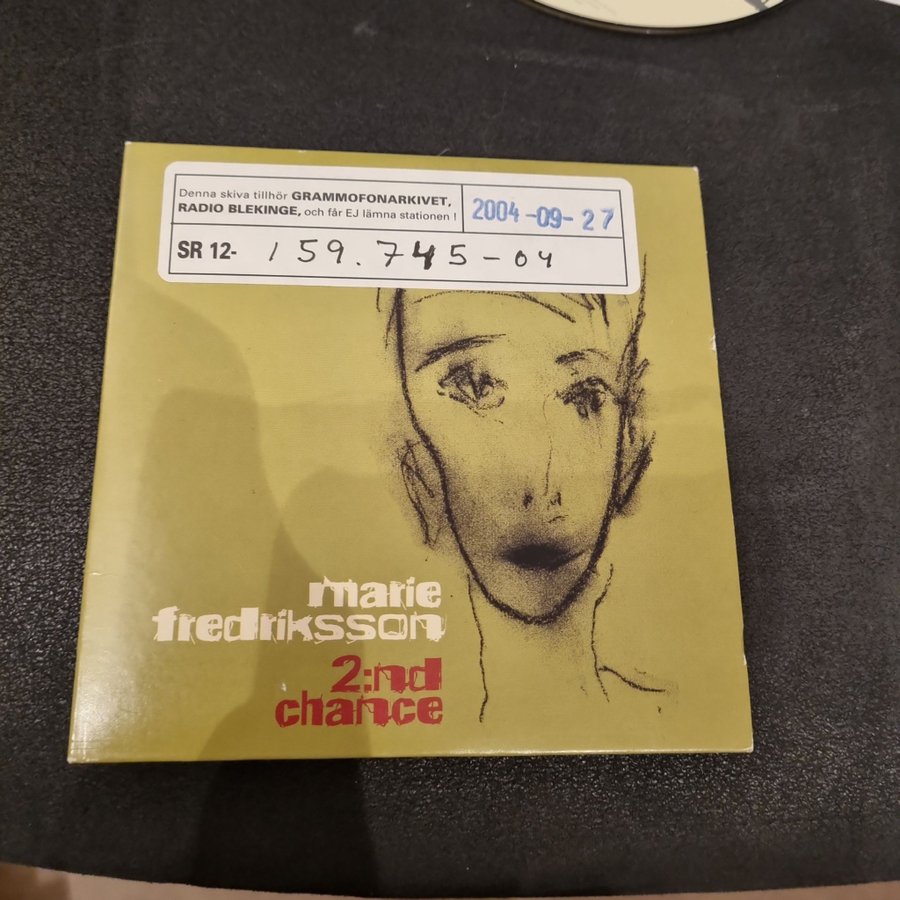 Denna skiva tillhör GRAMMOFONARKIVET,
RADIO BLEKINGE, och får EJ lämna stationen !
2004-09-27
SR 12- 159.745-04
marie
fredriksson
2:nd
chance